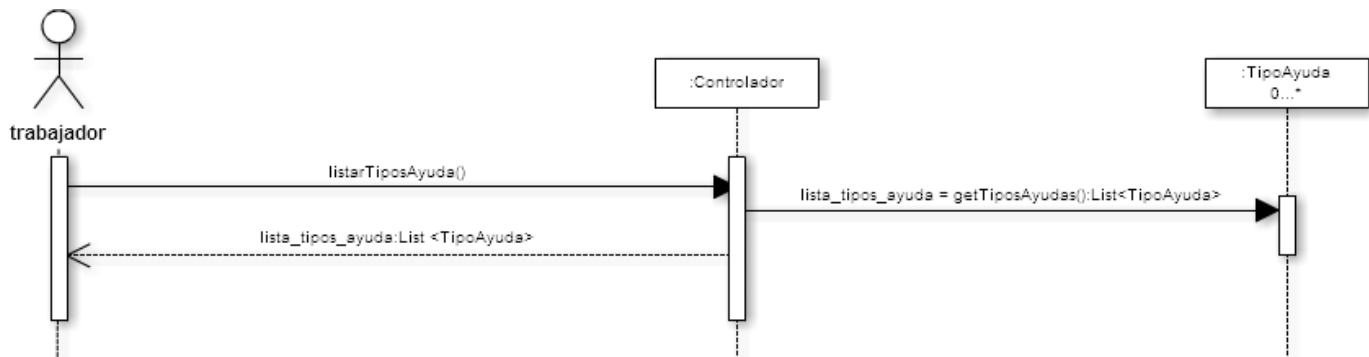 :Controlador
:TipoAyuda
0...*
trabajador
listarTiposAyuda()
lista_tipos_ayuda = getTiposAyudas():List<TipoAyuda>
lista_tipos_ayuda:List <TipoAyuda>